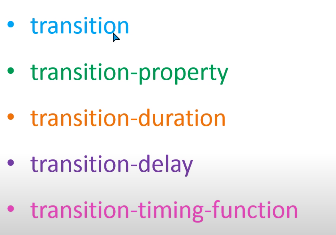 • transition
• transition-property
• transition-duration
• transition-delay
• transition-timing-function